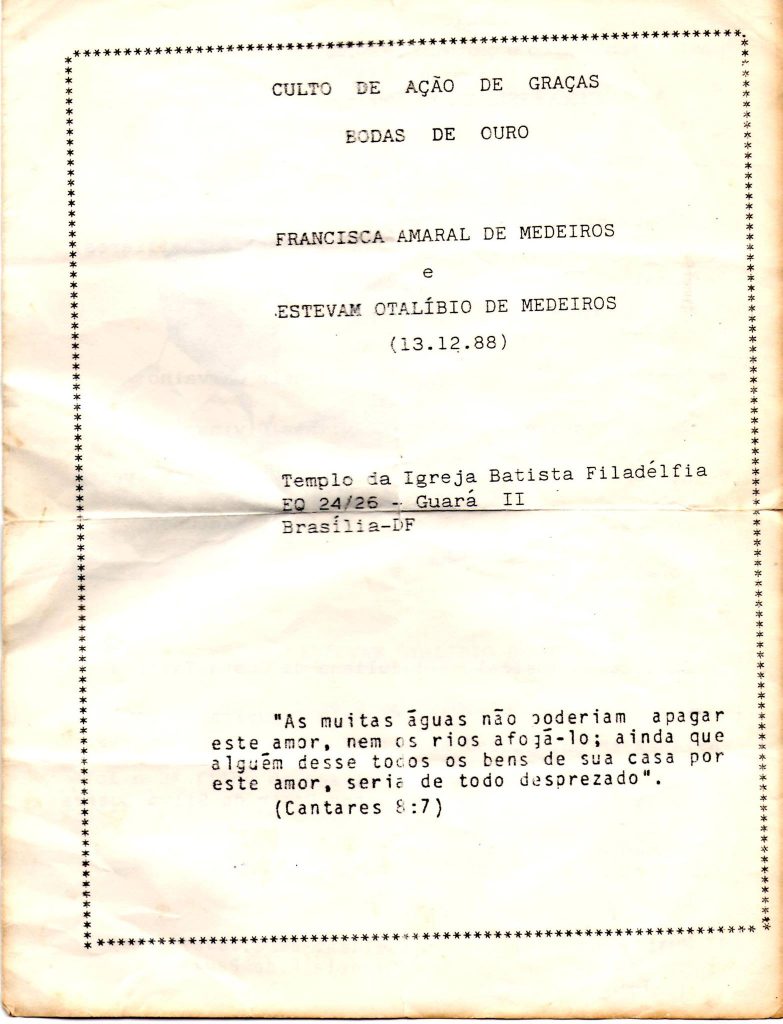 CULTO DE AÇÃO DE GRAÇAS
BODAS DE OURO
FRANCISCA AMARAL DE MEDEIROS
e
ESTEVAM OTALÍBIO DE MEDEIROS
(13.12.88)
Templo da Igreja Batista Filadélfia
EQ 24/26 - Guará II
Brasília-DF
"As muitas águas não poderiam apagar
este amor, nem os rios afogá-lo; ainda que
alguém desse todos os bens de sua casa por
este amor, seria de todo desprezado".
(Cantares 8:7)